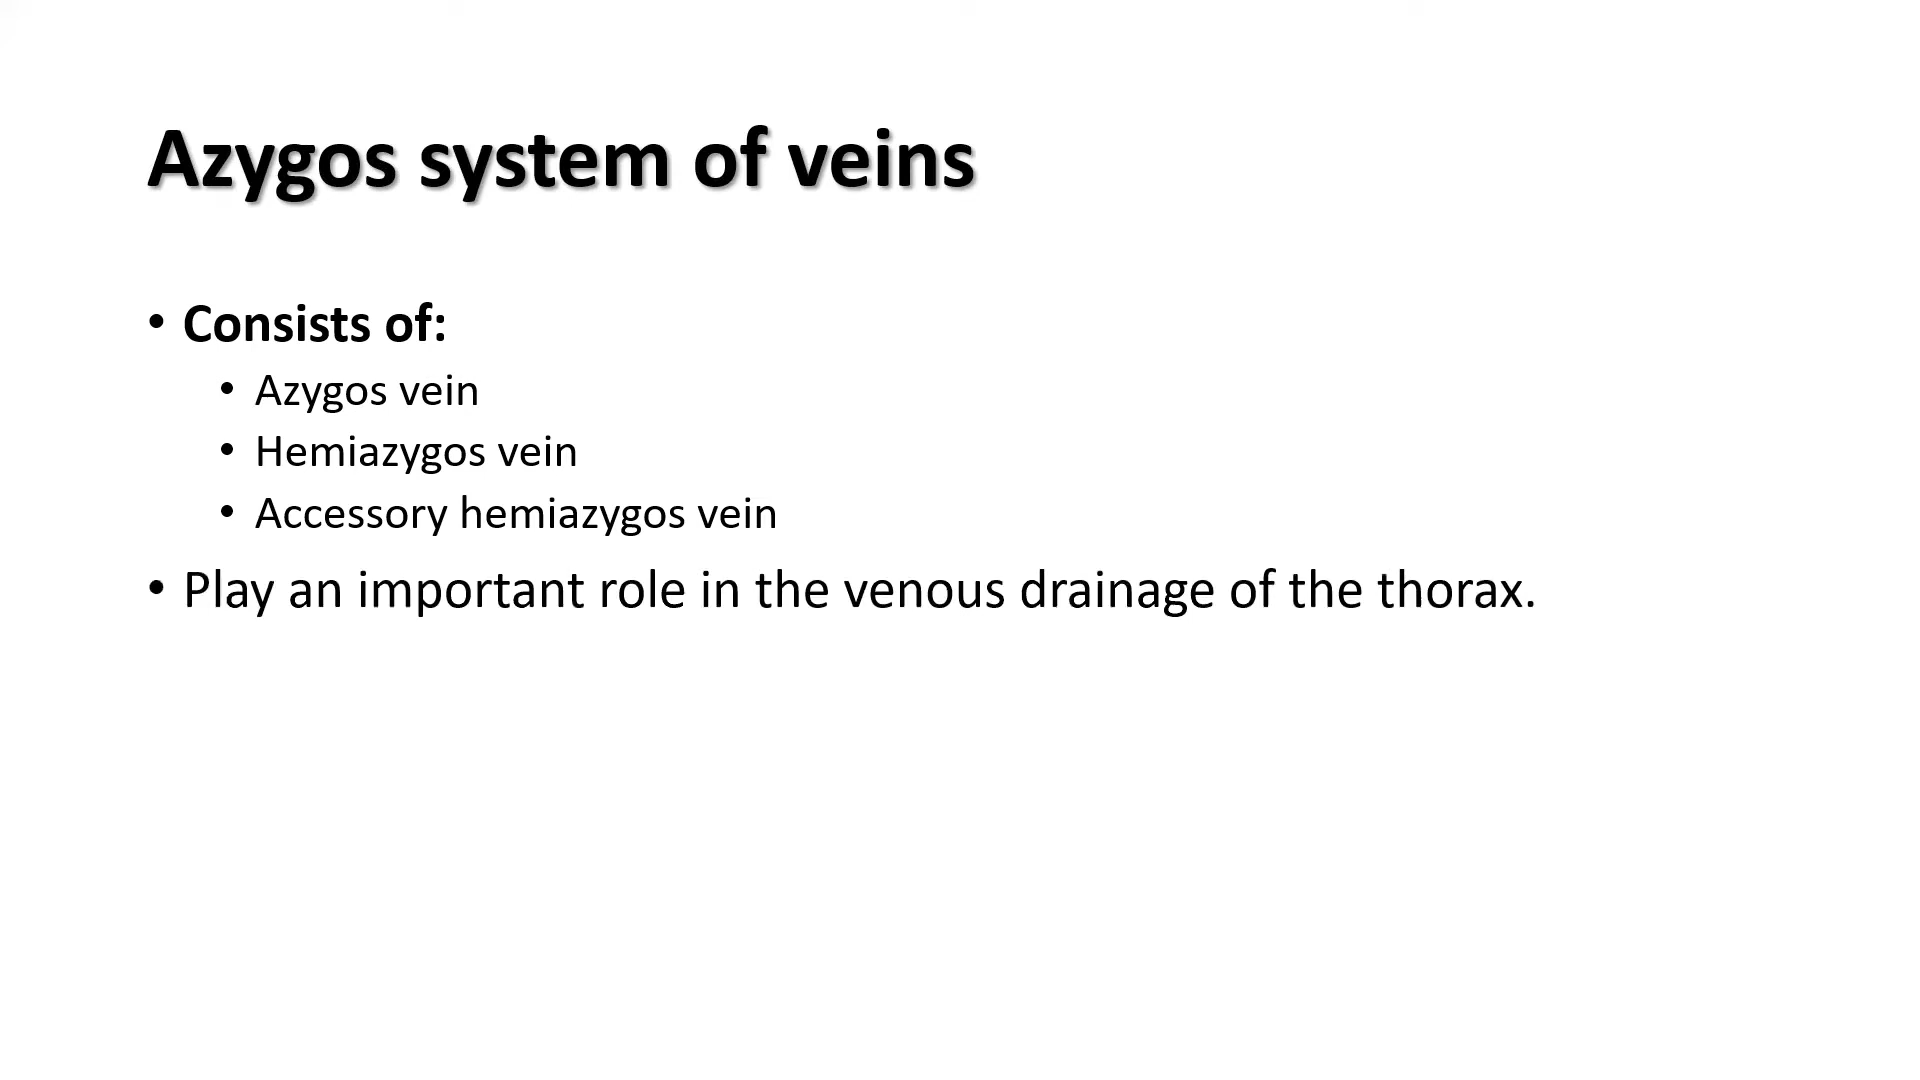 Azygos system of veins
• Consists of:
• Azygos vein
• Hemiazygos vein
• Accessory hemiazygos vein
• Play an important role in the venous drainage of the thorax.